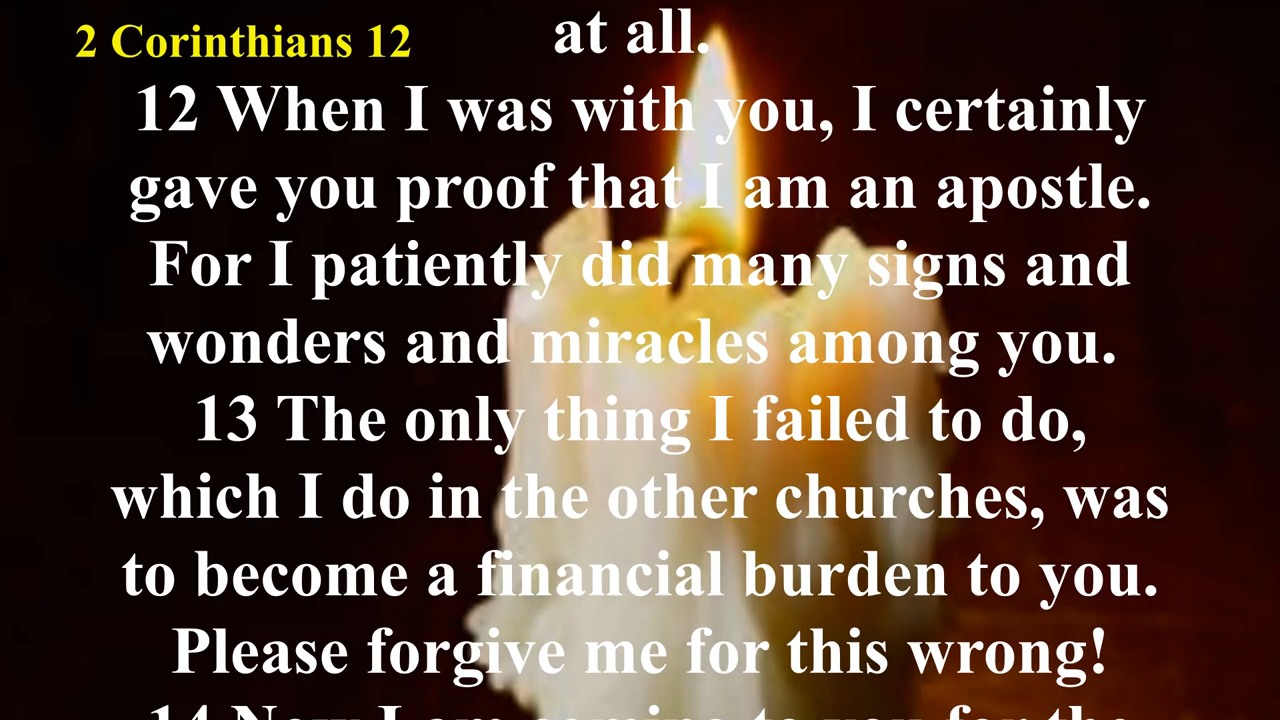 2 Corinthians 12
at all.
12 When I was with you, I certainly
gave you proof that I am an apostle.
For I patiently did many signs and
wonders and miracles among you.
13 The only thing I failed to do,
which I do in the other churches, was
to become a financial burden to you.
Please forgive me for this wrong!
14 Now I am coming to you for the